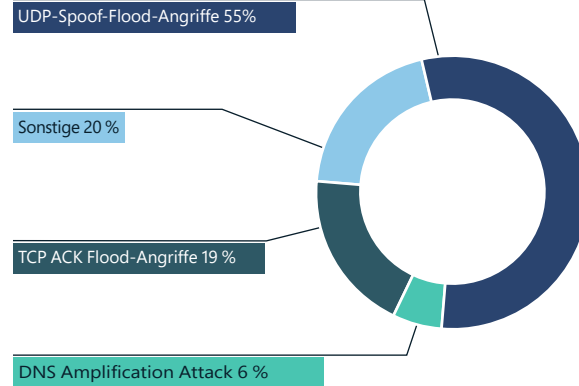 UDP-Spoof-Flood-Angriffe 55%
Sonstige 20 %
TCP ACK Flood-Angriffe 19 %
DNS Amplification Attack 6 %